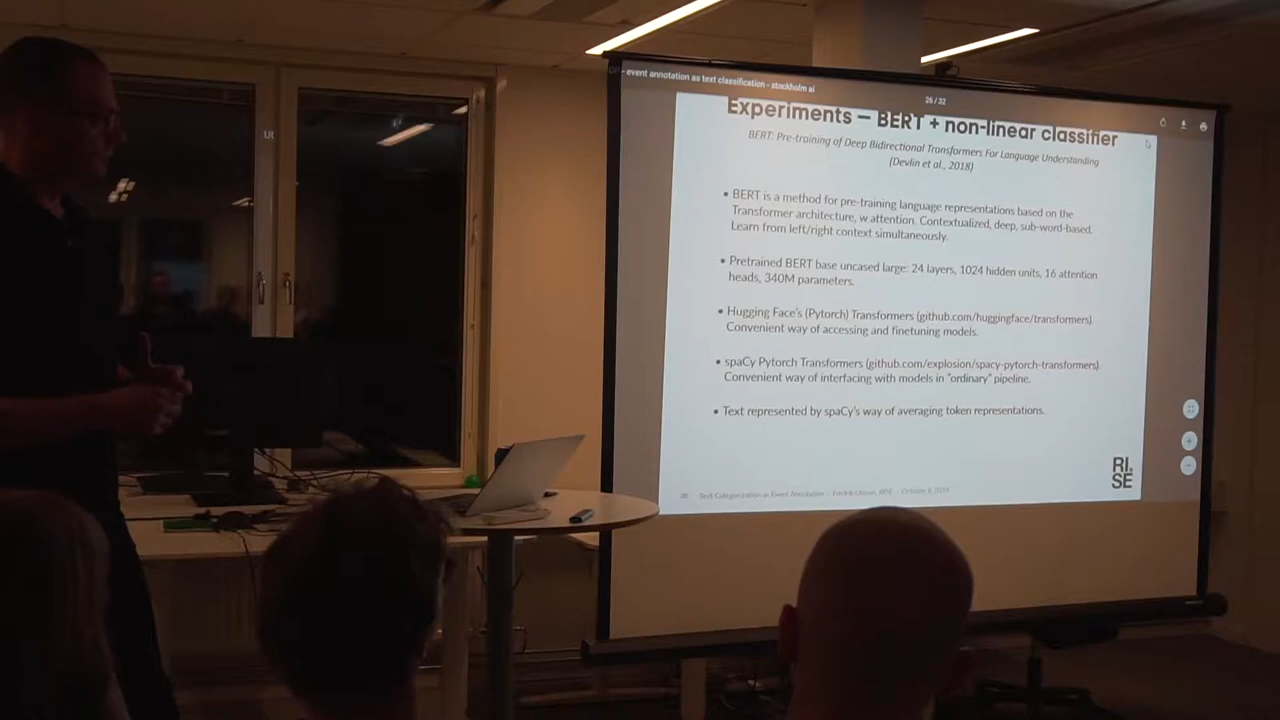 event annotation as text classification - stockholm ai
26 / 32
Experiments – BERT + non-linear classifier
BERT: Pre-training of Deep Bidirectional Transformers For Language Understanding
(Devlin et al., 2018)
• BERT is a method for pre-training language representations based on the
Transformer architecture, w attention. Contextualized, deep, sub-word-based.
Learn from left/right context simultaneously.
• Pretrained BERT base uncased large: 24 layers, 1024 hidden units, 16 attention
heads, 340M parameters.
• Hugging Face's (Pytorch) Transformers (github.com/huggingface/transformers).
Convenient way of accessing and finetuning models.
• spaCy Pytorch Transformers (github.com/explosion/spacy-pytorch-transformers).
Convenient way of interfacing with models in "ordinary" pipeline.
• Text represented by spaCy's way of averaging token representations.
RI.
SE
Text Categorization as Event Annotation – Fredrik Olsson, RISE – October 8, 2019